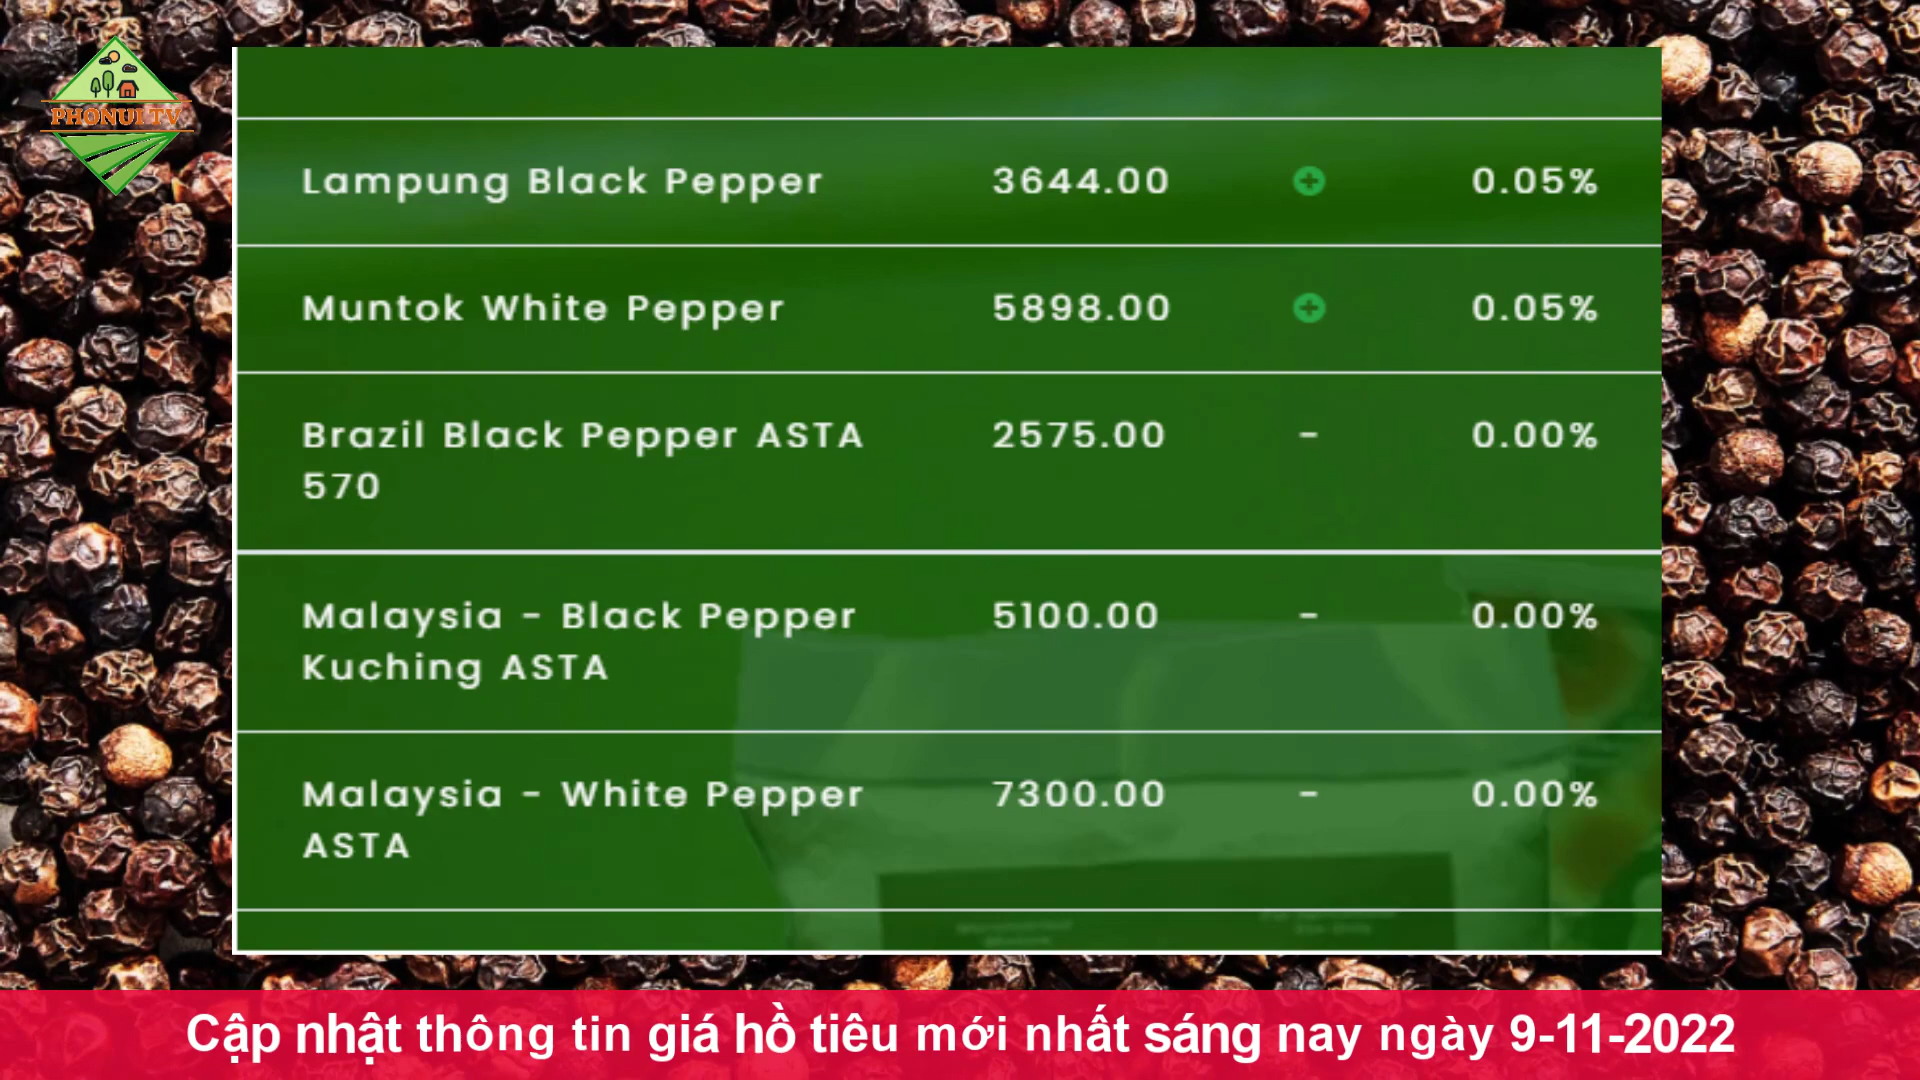 PHONUI TV
Lampung Black Pepper 3644.00 + 0.05%
Muntok White Pepper 5898.00 + 0.05%
Brazil Black Pepper ASTA 2575.00 - 0.00%
570
Malaysia - Black Pepper 5100.00 - 0.00%
Kuching ASTA
Malaysia - White Pepper 7300.00 - 0.00%
ASTA
Cập nhật thông tin giá hồ tiêu mới nhất sáng nay ngày 9-11-2022